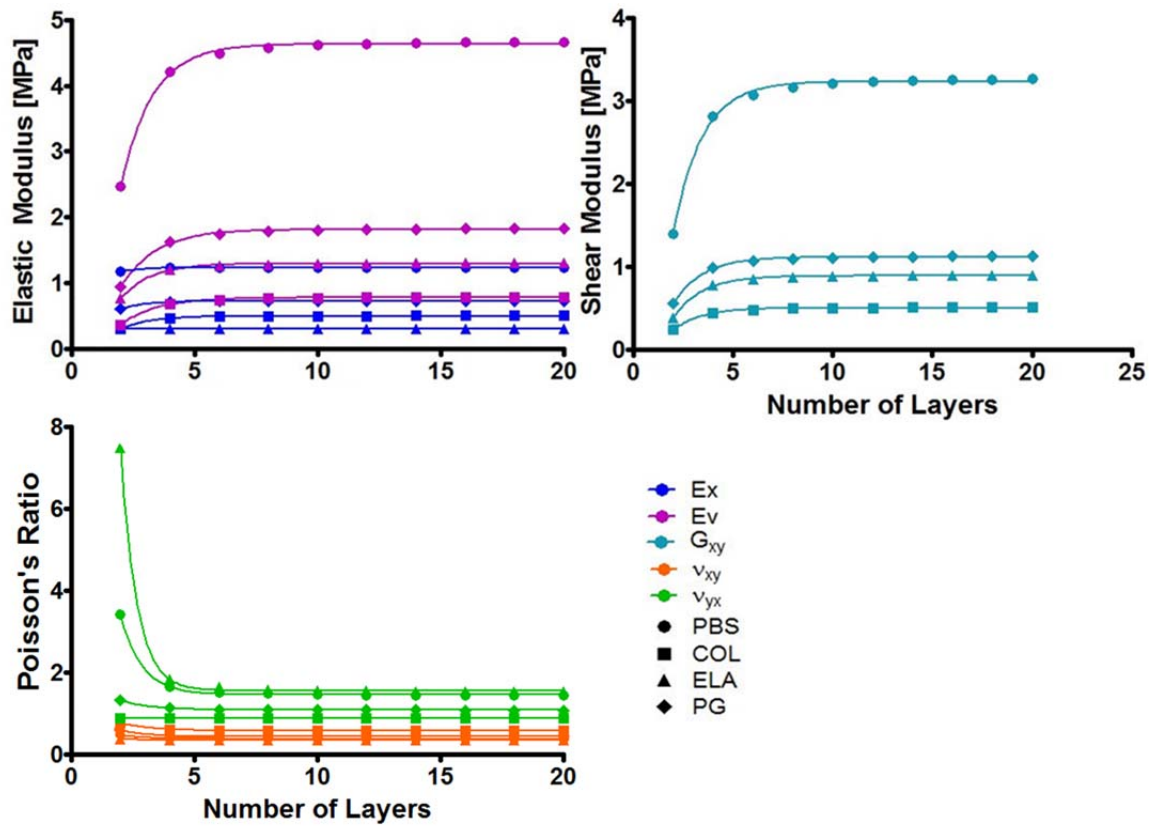 Elastic Modulus [MPa]
5
4
3
2
1
0
0 5 10 15 20
Shear Modulus [MPa]
4
3
2
1
0
0 5 10 15 20 25
Number of Layers
Poisson's Ratio
8
6
4
2
0
0 5 10 15 20
Number of Layers
Ex
Ev
Gxy
νxy
νyx
PBS
COL
ELA
PG